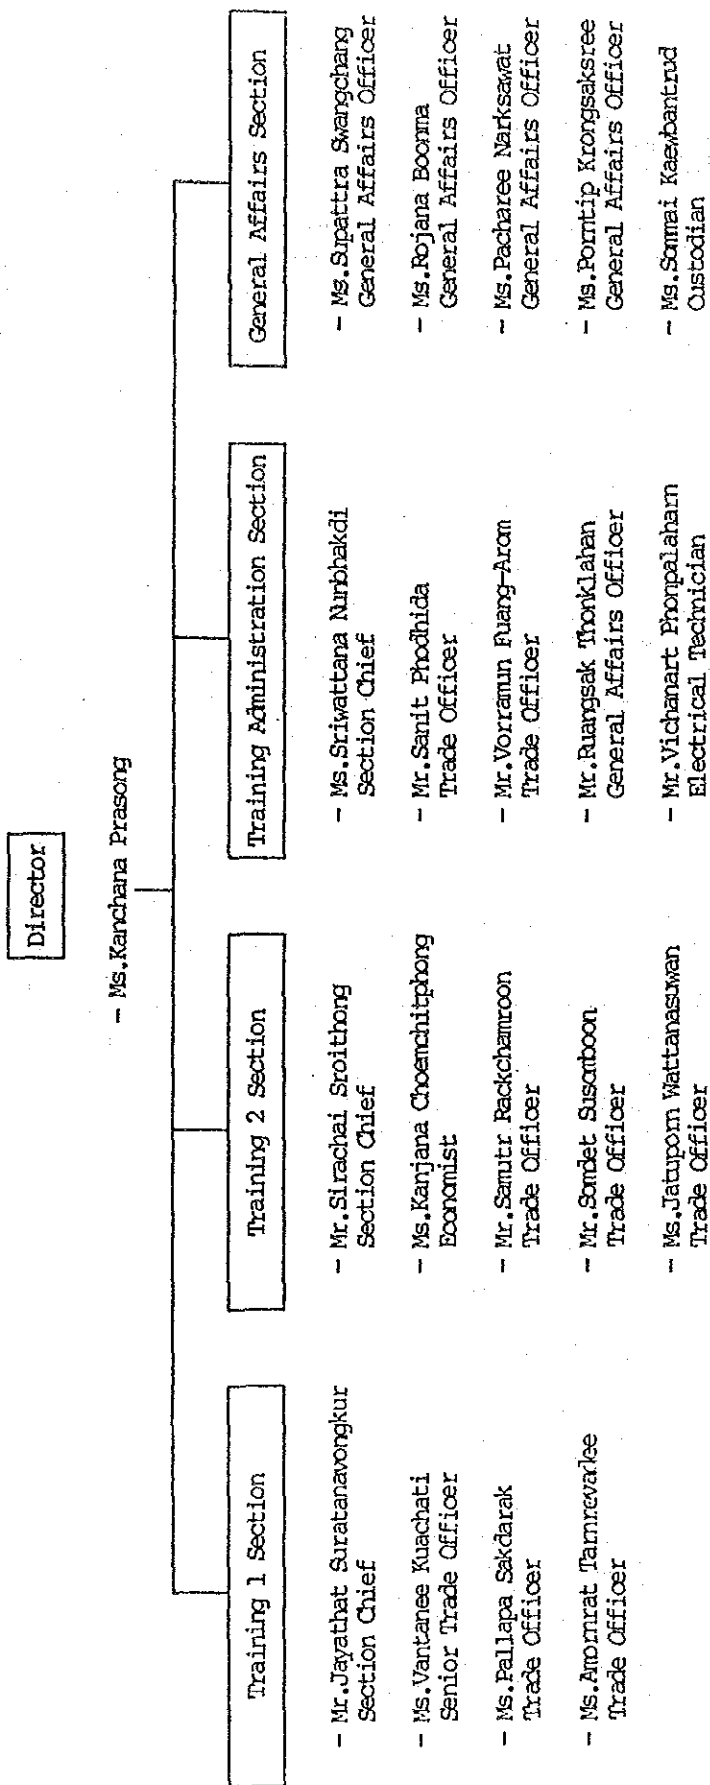 Director
- Ms.Kanchana Prasong
Training 1 Section
- Mr.Jayathat Suratanavongkur
Section Chief
- Ms.Vantanee Kuachati
Senior Trade Officer
- Ms.Pallapa Sakdarak
Trade Officer
- Ms.Amornrat Tamrevadee
Trade Officer
Training 2 Section
- Mr.Sirachai Sroithong
Section Chief
- Ms.Kanjana Choemchitphong
Economist
- Mr.Samutr Rackchamroon
Trade Officer
- Mr.Somdet Susomboon
Trade Officer
- Ms.Jatuporn Wattanasuwan
Trade Officer
Training Administration Section
- Ms.Sriwattana Nunbhakdi
Section Chief
- Mr.Sanit Phodhida
Trade Officer
- Mr.Vorramun Fuang-Arom
Trade Officer
- Mr.Ruangsak Thonklahan
General Affairs Officer
- Mr.Vichanart Phonpalaharn
Electrical Technician
General Affairs Section
- Ms.Supattra Swangchang
General Affairs Officer
- Ms.Rojana Boonma
General Affairs Officer
- Ms.Pacharee Narksawat
General Affairs Officer
- Ms.Porntip Krongsaksree
General Affairs Officer
- Ms.Sommai Kaewbantrud
Custodian